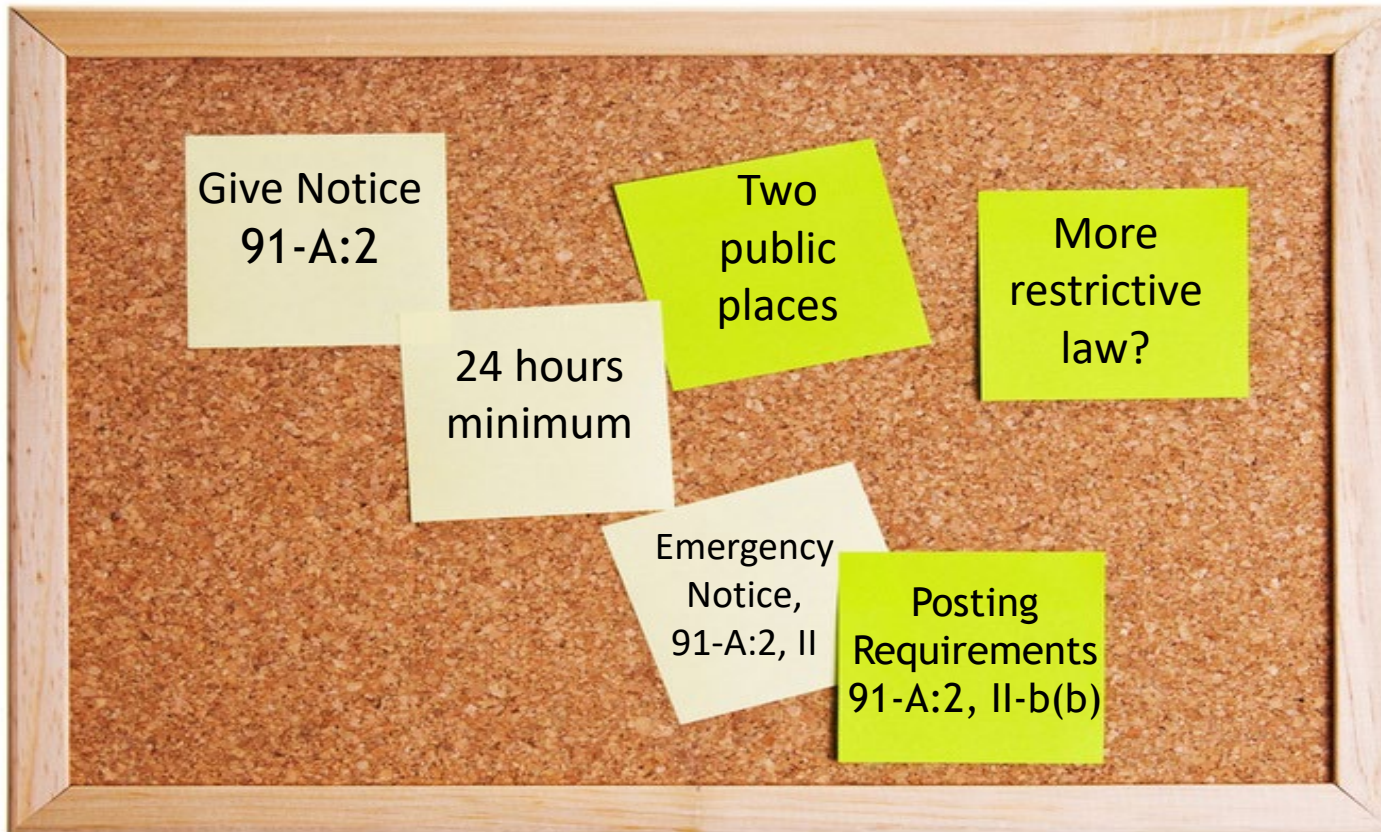 Give Notice
91-A:2
24 hours
minimum
Two
public
places
More
restrictive
law?
Emergency
Notice,
91-A:2, II
Posting
Requirements
91-A:2, II-b(b)